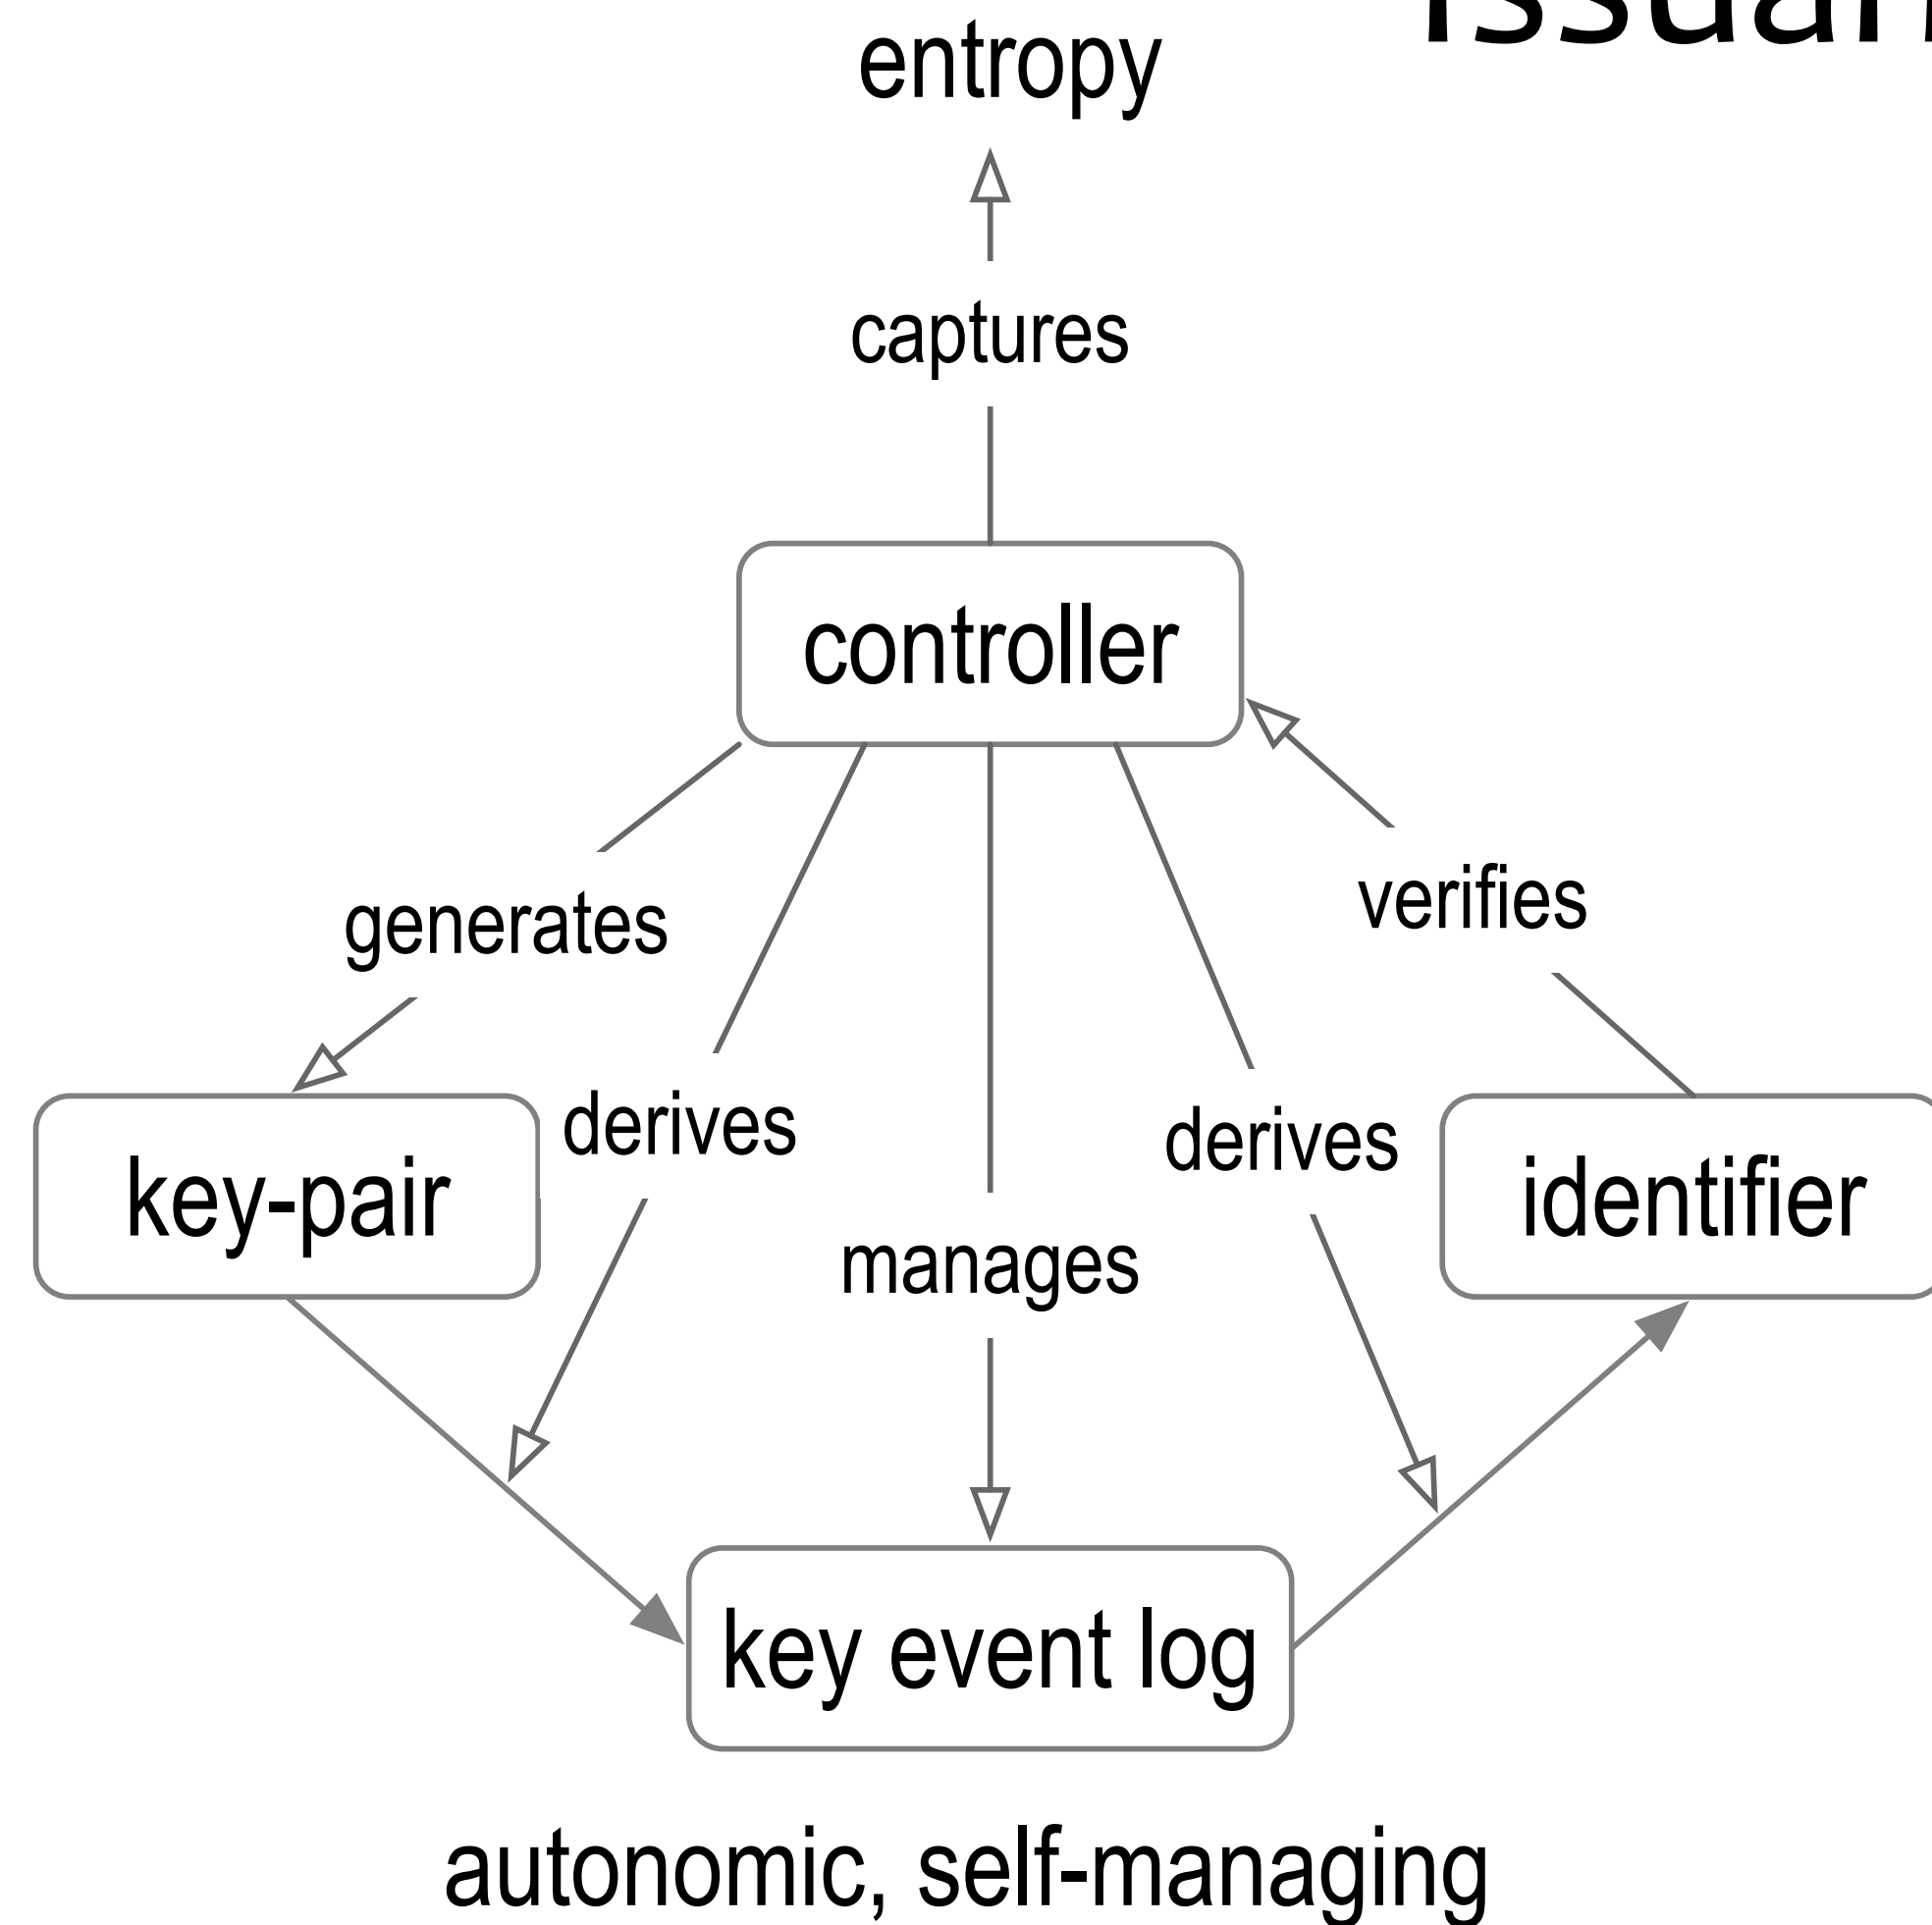 entropy
captures
controller
generates
verifies
derives
derives
key-pair
identifier
manages
key event log
autonomic, self-managing